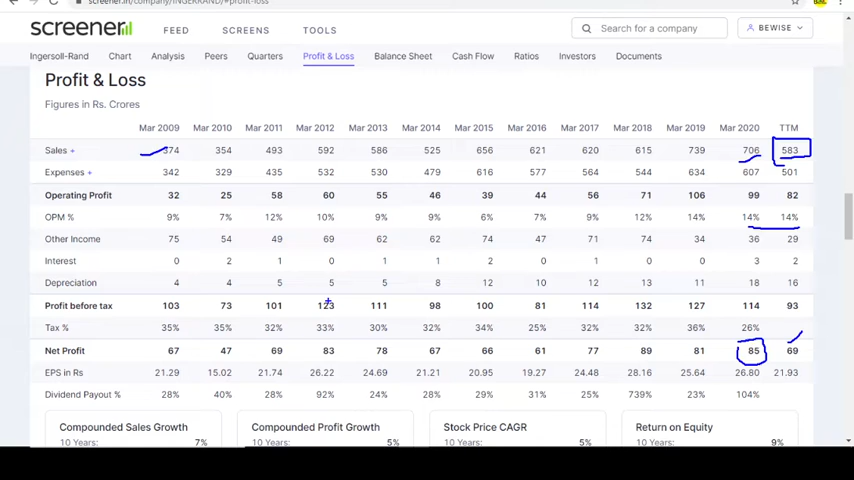 screener.in/company/INGERRAND/#profit-loss
screener FEED SCREENS TOOLS Search for a company BEWISE
Ingersoll-Rand Chart Analysis Peers Quarters Profit & Loss Balance Sheet Cash Flow Ratios Investors Documents
Profit & Loss
Figures in Rs. Crores
Mar 2009 Mar 2010 Mar 2011 Mar 2012 Mar 2013 Mar 2014 Mar 2015 Mar 2016 Mar 2017 Mar 2018 Mar 2019 Mar 2020 TTM
Sales + 374 354 493 592 586 525 656 621 620 615 739 706 583
Expenses + 342 329 435 532 530 479 616 577 564 544 634 607 501
Operating Profit 32 25 58 60 55 46 39 44 56 71 106 99 82
OPM % 9% 7% 12% 10% 9% 9% 6% 7% 9% 12% 14% 14% 14%
Other Income 75 54 49 69 62 62 74 47 71 74 34 36 29
Interest 0 2 1 0 1 1 2 0 1 0 2 3 2
Depreciation 4 4 5 5 5 8 12 10 12 13 11 18 16
Profit before tax 103 73 101 123 111 98 100 81 114 132 127 114 93
Tax % 35% 35% 32% 33% 30% 32% 34% 25% 32% 32% 36% 26%
Net Profit 67 47 69 83 78 67 66 61 77 89 81 85 69
EPS in Rs 21.29 15.02 21.74 26.22 24.69 21.21 20.95 19.27 24.48 28.16 25.64 26.80 21.93
Dividend Payout % 28% 40% 28% 92% 24% 28% 29% 31% 25% 739% 23% 104%
Compounded Sales Growth Compounded Profit Growth Stock Price CAGR Return on Equity
10 Years: 7% 10 Years: 5% 10 Years: 5% 10 Years: 9%